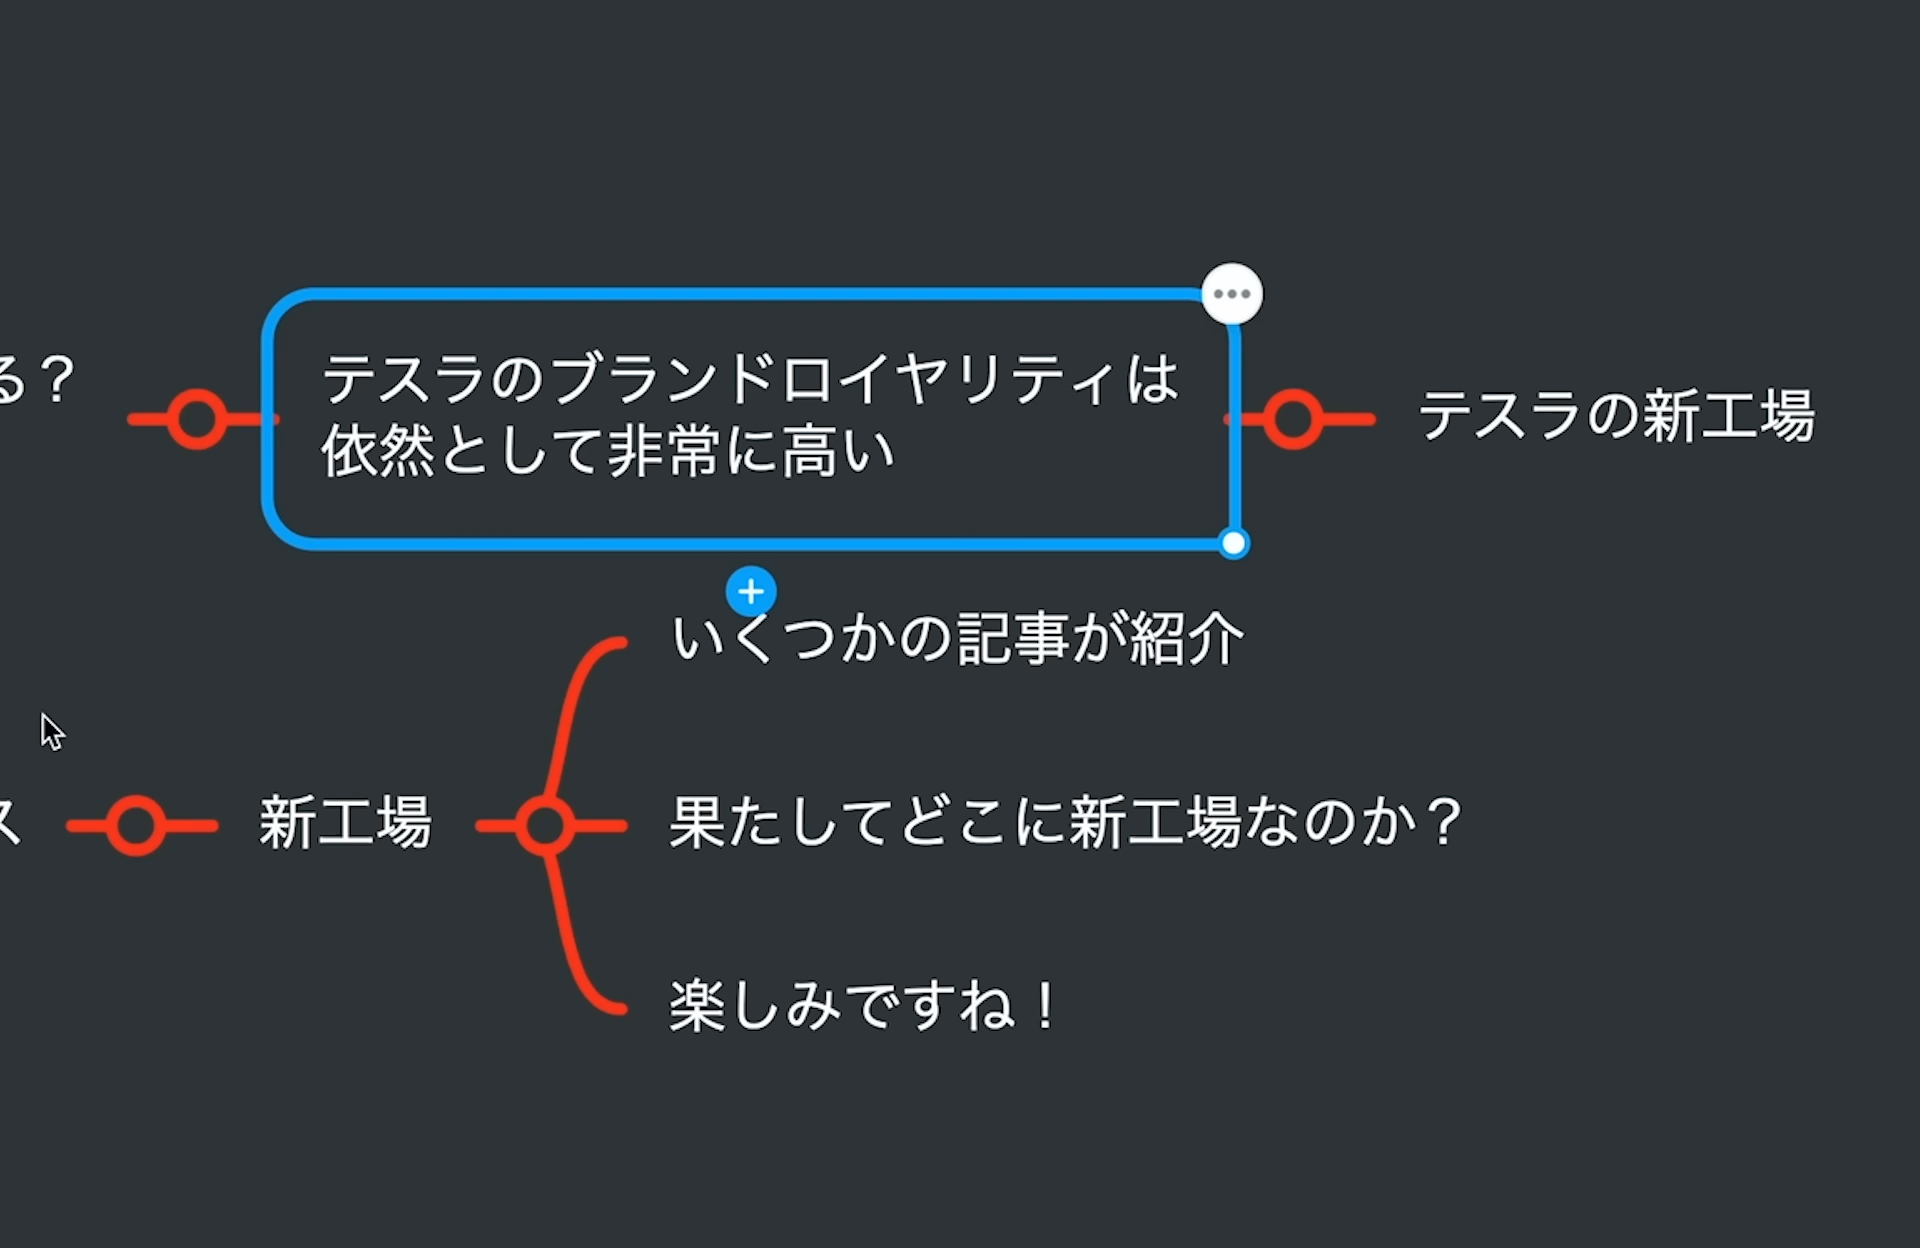 る？
テスラのブランドロイヤリティは
依然として非常に高い
テスラの新工場
いくつかの記事が紹介
ス
新工場
果たしてどこに新工場なのか？
楽しみですね！